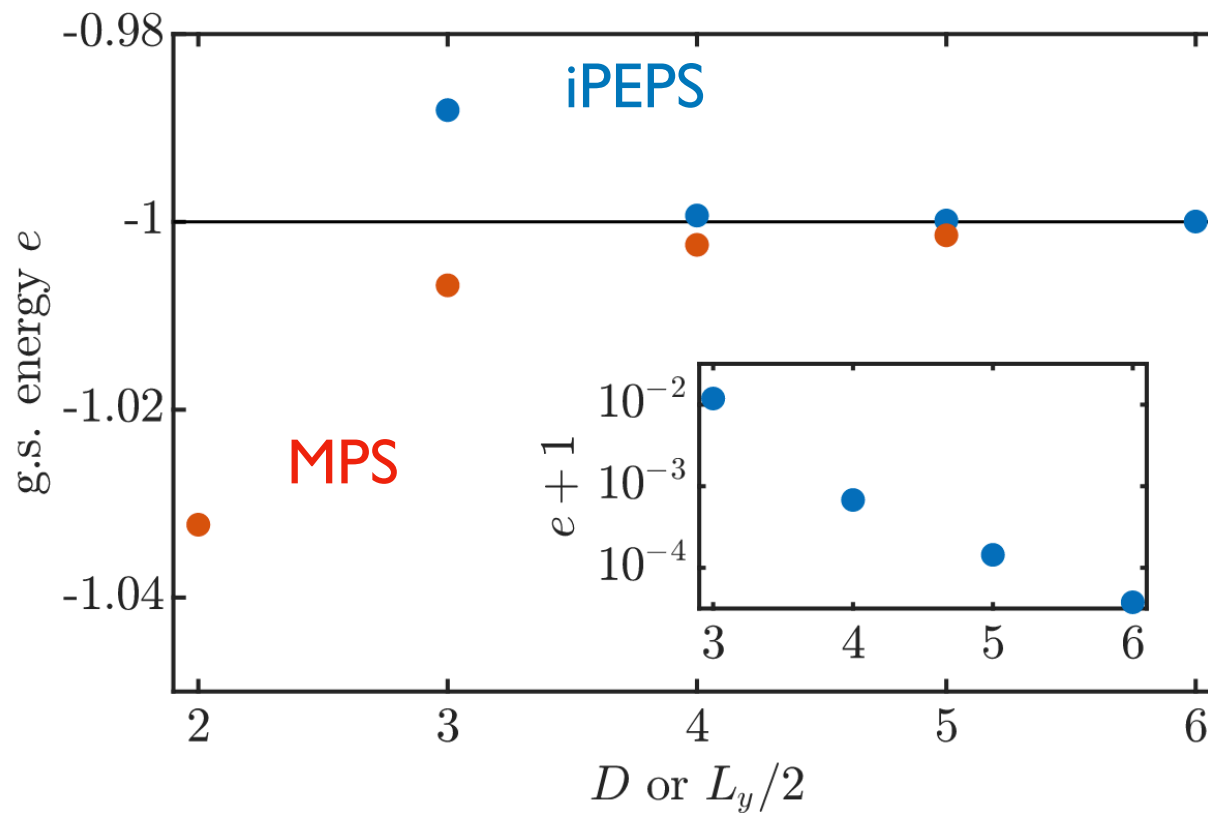 -0.98
iPEPS
-1
g.s. energy e
-1.02
MPS
-1.04
2 3 4 5 6
D or L_y/2
10^{-2}
e + 1
10^{-3}
10^{-4}
3 4 5 6